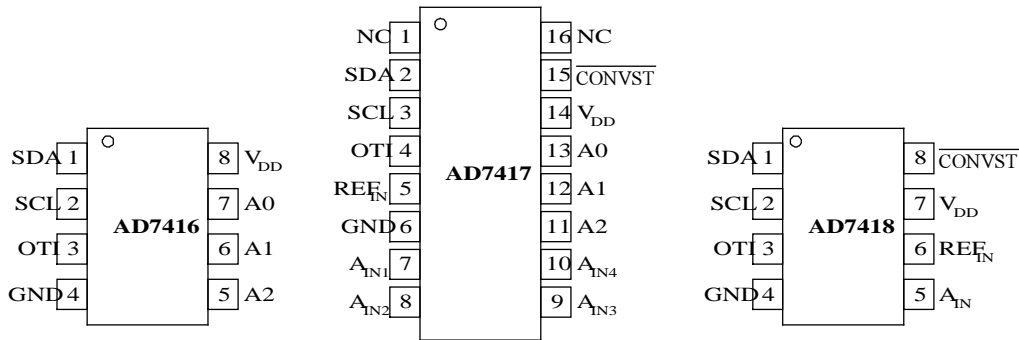 SDA 1
SCL 2
OTI 3
GND 4
AD7416
8 VDD
7 A0
6 A1
5 A2
NC 1
SDA 2
SCL 3
OTI 4
REFIN 5
GND 6
AIN1 7
AIN2 8
AD7417
16 NC
15 CONVST
14 VDD
13 A0
12 A1
11 A2
10 AIN4
9 AIN3
SDA 1
SCL 2
OTI 3
GND 4
AD7418
8 CONVST
7 VDD
6 REFIN
5 AIN